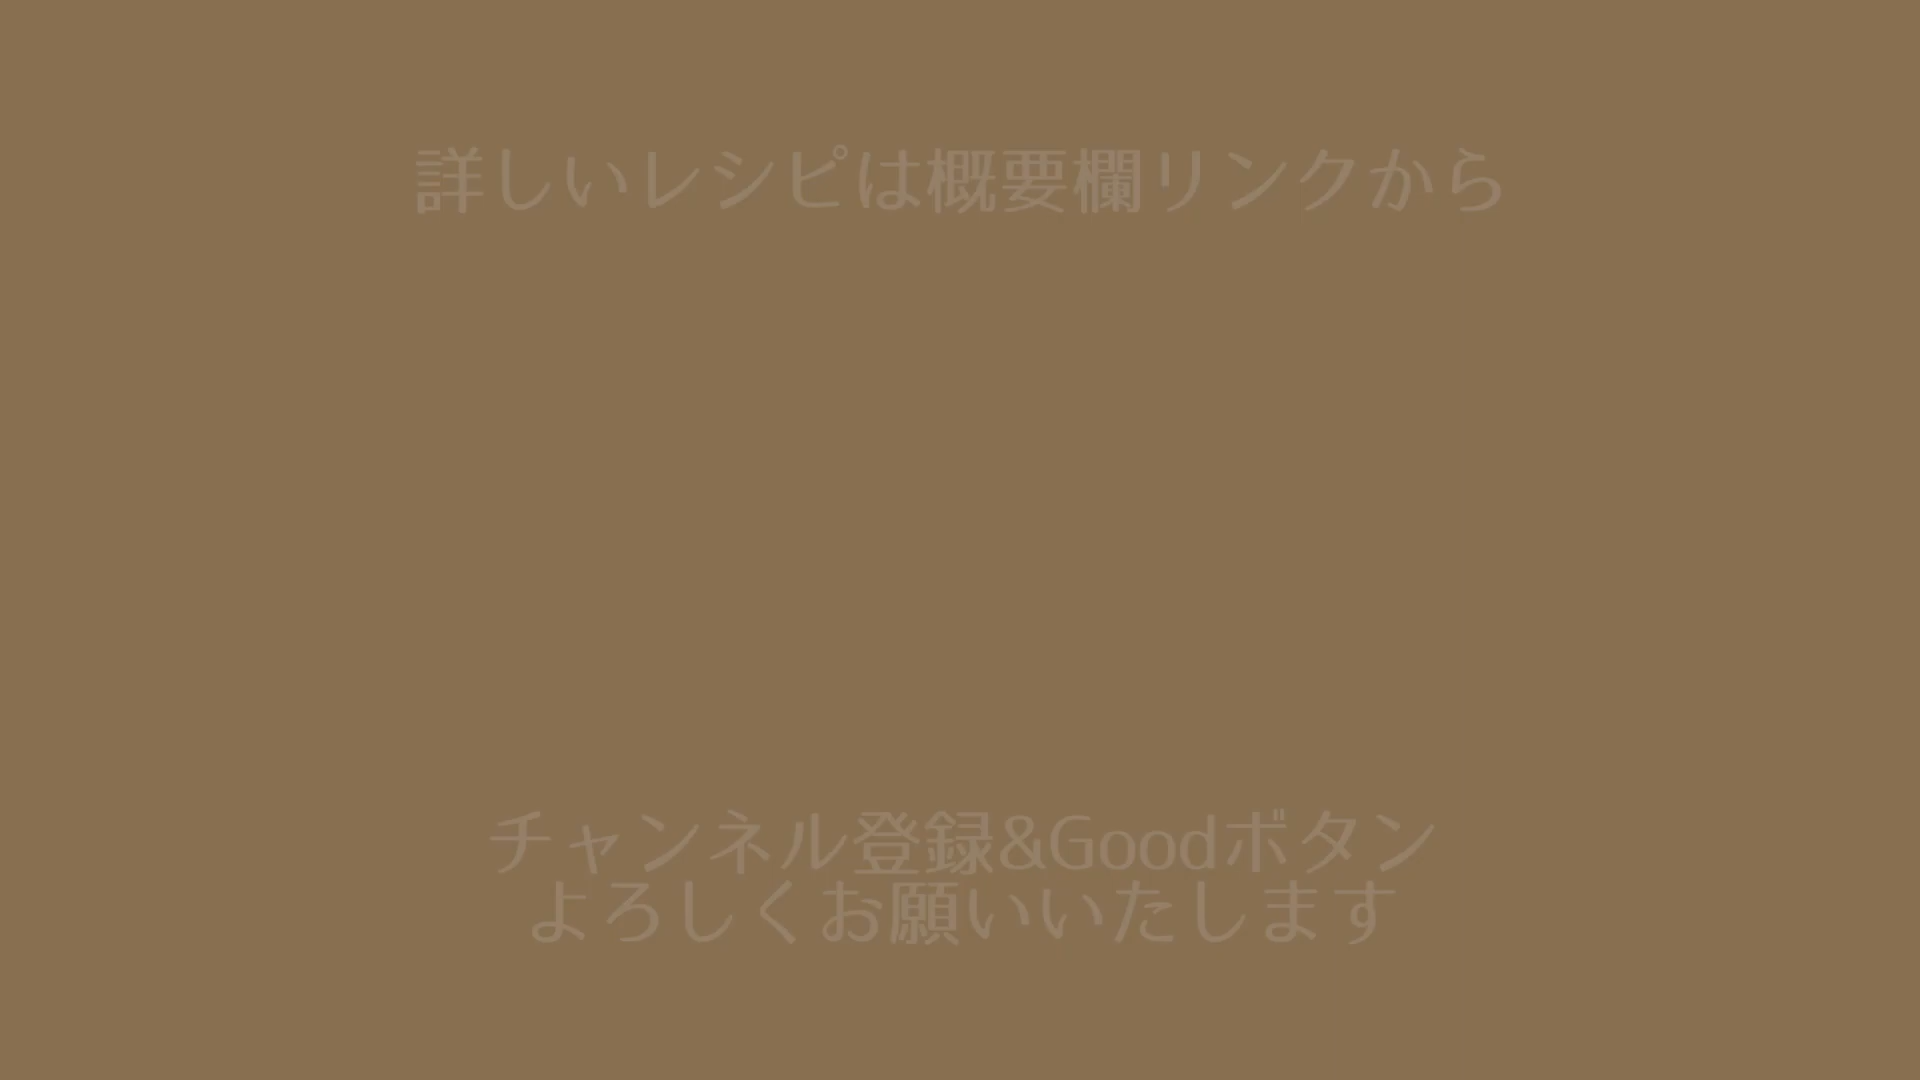 詳しいレシピは概要欄リンクから
チャンネル登録&Goodボタン
よろしくお願いいたします